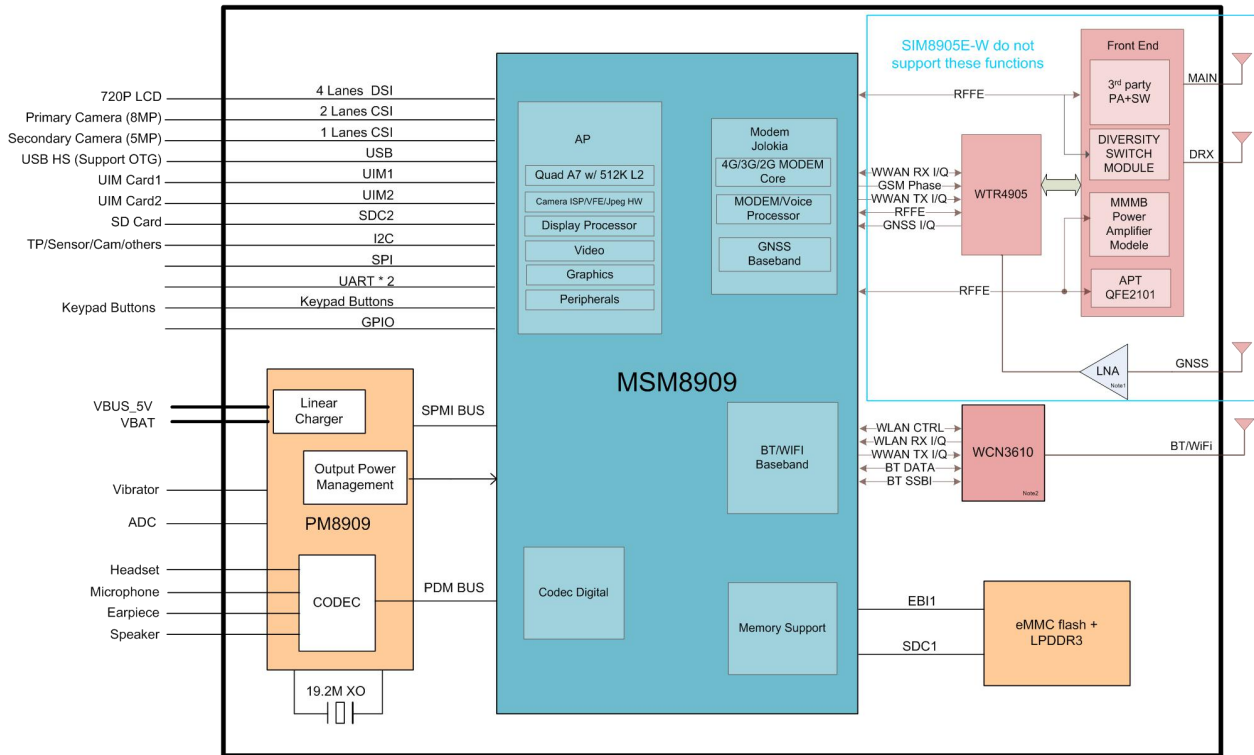 SIM8905E-W do not
support these functions
720P LCD
4 Lanes  DSI
Primary Camera (8MP)
2 Lanes CSI
Secondary Camera (5MP)
1 Lanes CSI
USB HS (Support OTG)
USB
UIM Card1
UIM1
UIM Card2
UIM2
SD Card
SDC2
TP/Sensor/Cam/others
I2C
SPI
UART * 2
Keypad Buttons
Keypad Buttons
GPIO
AP
Quad A7 w/ 512K L2
Camera ISP/VFE/Jpeg HW
Display Processor
Video
Graphics
Peripherals
Modem
Jolokia
4G/3G/2G MODEM
Core
MODEM/Voice
Processor
GNSS
Baseband
MSM8909
RFFE
WWAN RX I/Q
GSM Phase
WWAN TX I/Q
RFFE
GNSS I/Q
RFFE
WTR4905
Front End
3rd party
PA+SW
DIVERSITY
SWITCH
MODULE
MMMB
Power
Amplifier
Modele
APT
QFE2101
MAIN
DRX
LNA
Note1
GNSS
VBUS_5V
VBAT
Linear
Charger
SPMI BUS
Output Power
Management
Vibrator
ADC
PM8909
Headset
Microphone
Earpiece
Speaker
CODEC
PDM BUS
19.2M XO
BT/WIFI
Baseband
Codec Digital
Memory Support
WLAN CTRL
WLAN RX I/Q
WWAN TX I/Q
BT DATA
BT SSBI
WCN3610
Note2
BT/WiFi
EBI1
SDC1
eMMC flash +
LPDDR3